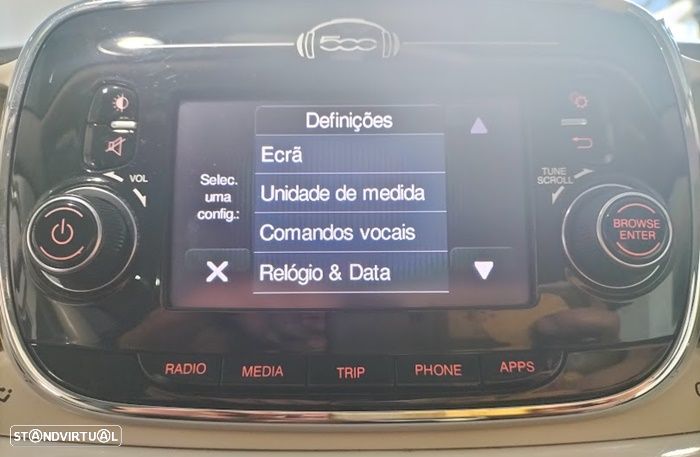 500
Definições
Ecrã
Selec.
uma
config.:
Unidade de medida
Comandos vocais
Relógio & Data
VOL
TUNE
SCROLL
BROWSE
ENTER
RADIO
MEDIA
TRIP
PHONE
APPS
STANDVIRTUAL